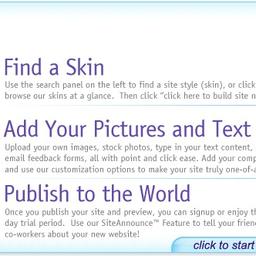 Find a Skin
Use the search panel on the left to find a site style (skin), or click
browse our skins at a glance. Then click "click here to build site n
Add Your Pictures and Text
Upload your own images, stock photos, type in your text content,
email feedback forms, all with point and click ease. Add your comp
and use our customization options to make your site truly one-of-a
Publish to the World
Once you publish your site and preview, you can signup or enjoy th
day trial period. Use our SiteAnnounce™ Feature to tell your frien
co-workers about your new website!
click to start